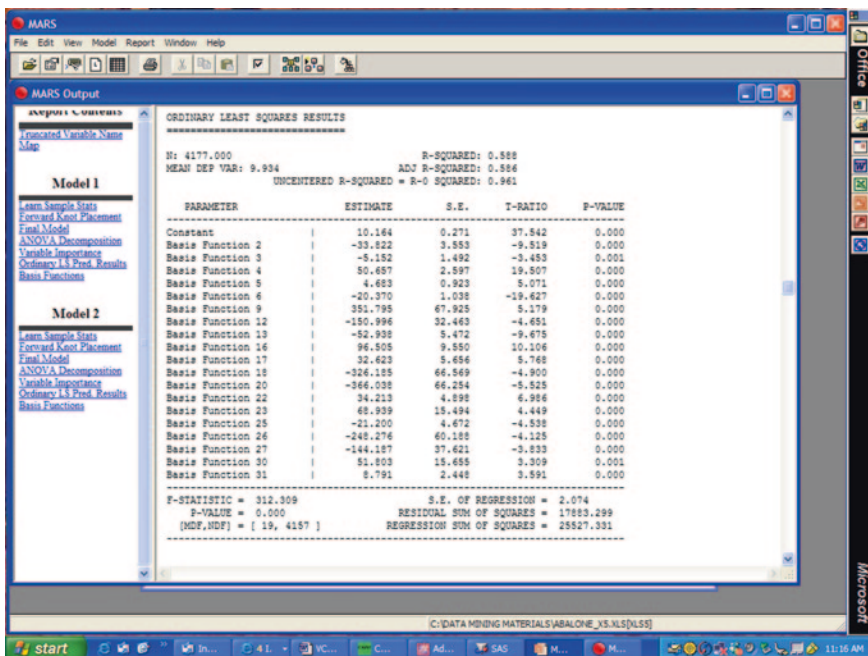 MARS
File Edit View Model Report Window Help
MARS Output
Report Contents
Truncated Variable Name
Map
Model 1
Learn Sample Stats
Forward Knot Placement
Final Model
ANOVA Decomposition
Variable Importance
Ordinary LS Pred. Results
Basis Functions
Model 2
Learn Sample Stats
Forward Knot Placement
Final Model
ANOVA Decomposition
Variable Importance
Ordinary LS Pred. Results
Basis Functions
ORDINARY LEAST SQUARES RESULTS
==============================
N: 4177.000 R-SQUARED: 0.588
MEAN DEP VAR: 9.934 ADJ R-SQUARED: 0.586
UNCENTERED R-SQUARED = R-0 SQUARED: 0.961
PARAMETER ESTIMATE S.E. T-RATIO P-VALUE
Constant | 10.164 0.271 37.542 0.000
Basis Function 2 | -33.822 3.553 -9.519 0.000
Basis Function 3 | -5.152 1.492 -3.453 0.001
Basis Function 4 | 50.657 2.597 19.507 0.000
Basis Function 5 | 4.683 0.923 5.071 0.000
Basis Function 6 | -20.370 1.038 -19.627 0.000
Basis Function 9 | 351.795 67.925 5.179 0.000
Basis Function 12 | -150.996 32.463 -4.651 0.000
Basis Function 13 | -52.938 5.472 -9.675 0.000
Basis Function 16 | 96.505 9.550 10.106 0.000
Basis Function 17 | 32.623 5.656 5.768 0.000
Basis Function 18 | -326.185 66.569 -4.900 0.000
Basis Function 20 | -366.038 66.254 -5.525 0.000
Basis Function 22 | 34.213 4.898 6.986 0.000
Basis Function 23 | 68.939 15.494 4.449 0.000
Basis Function 25 | -21.200 4.672 -4.538 0.000
Basis Function 26 | -248.276 60.188 -4.125 0.000
Basis Function 27 | -144.187 37.621 -3.833 0.000
Basis Function 30 | 51.803 15.655 3.309 0.001
Basis Function 31 | 8.791 2.448 3.591 0.000
F-STATISTIC = 312.309 S.E. OF REGRESSION = 2.074
P-VALUE = 0.000 RESIDUAL SUM OF SQUARES = 17883.299
[MDF,NDF] = [ 19, 4157 ] REGRESSION SUM OF SQUARES = 25527.331
C:\DATA MINING MATERIALS\ABALONE_X5.XLS[XLS5]
Office
Microsoft
start In... 4 I. VC... C... Ad... SAS M... M... 11:16 AM